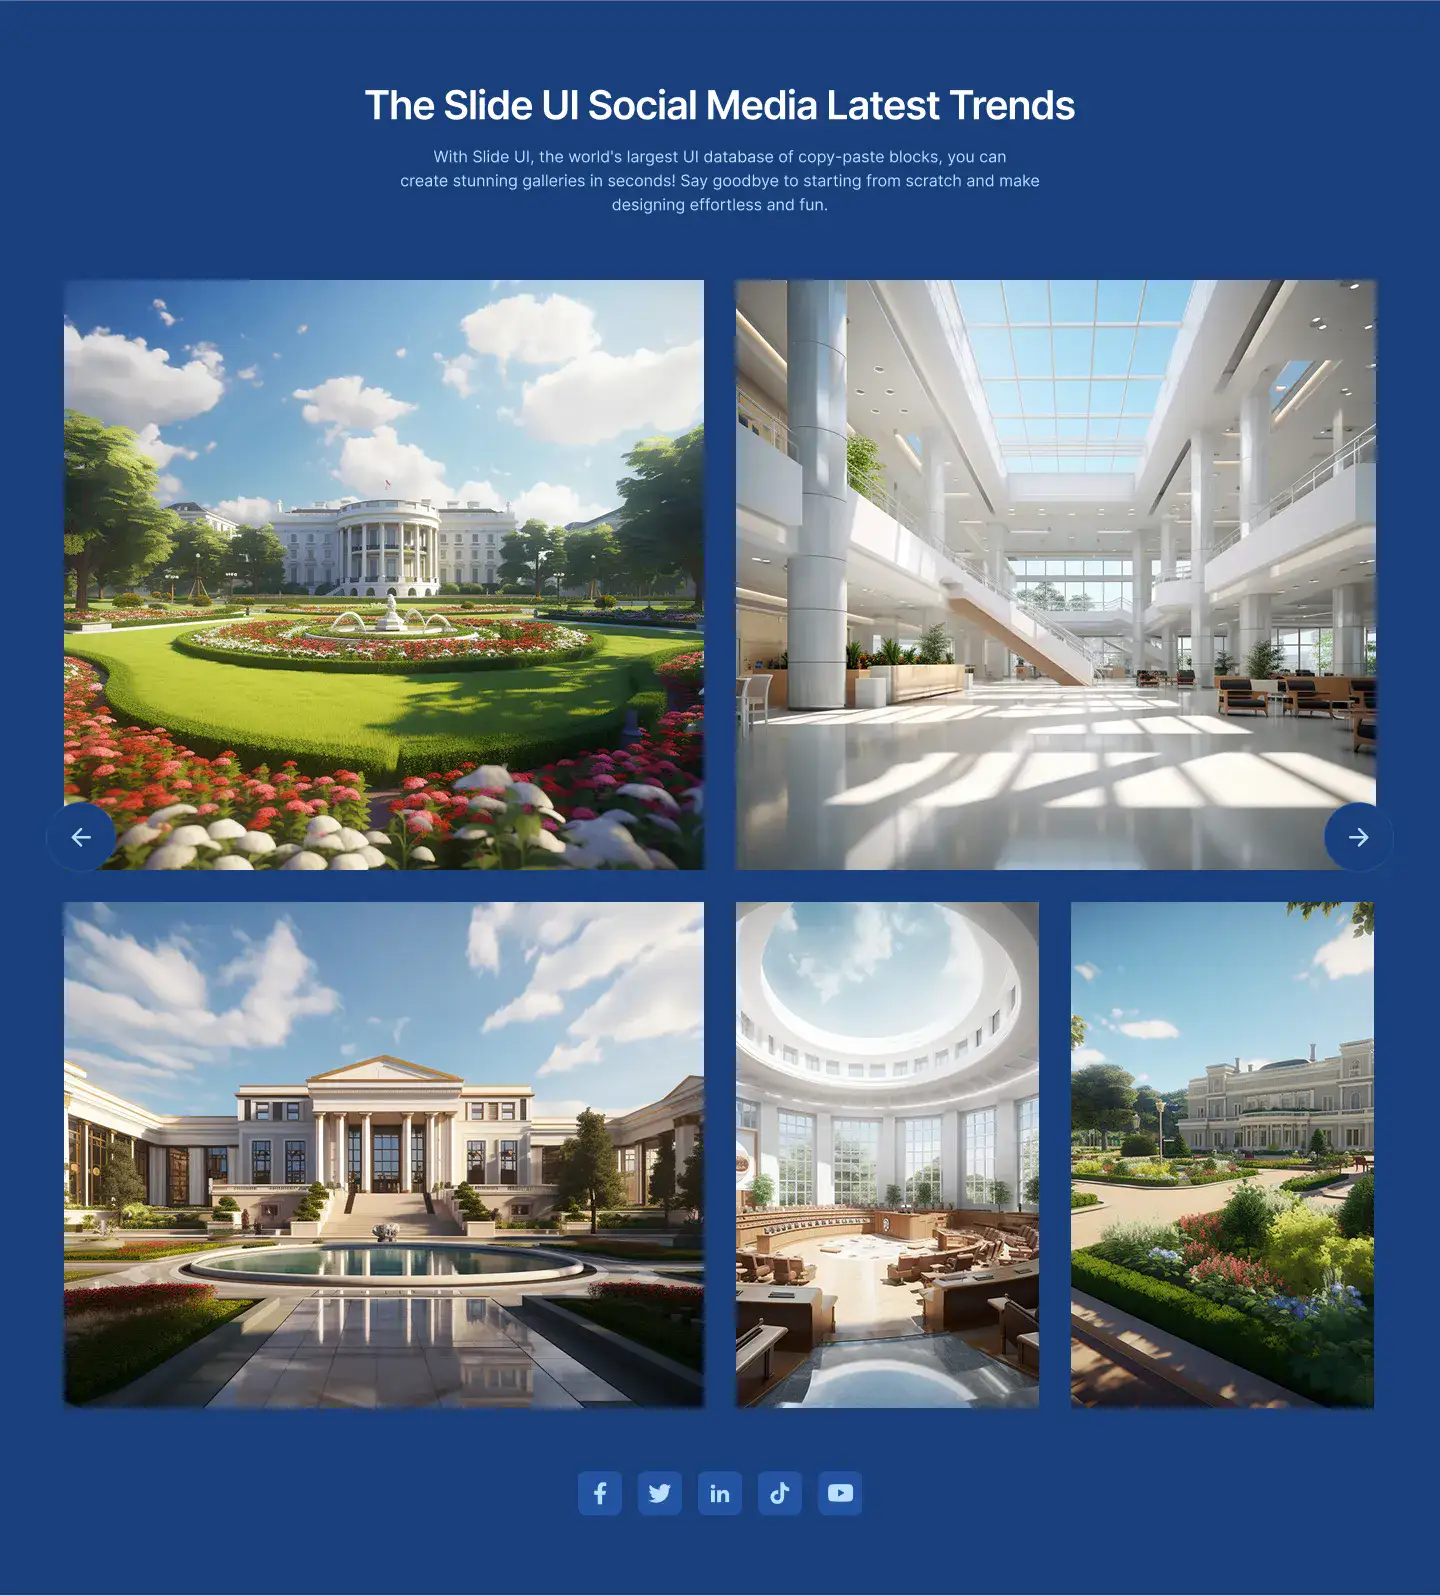 The Slide UI Social Media Latest Trends
With Slide UI, the world's largest UI database of copy-paste blocks, you can
create stunning galleries in seconds! Say goodbye to starting from scratch and make
designing effortless and fun.